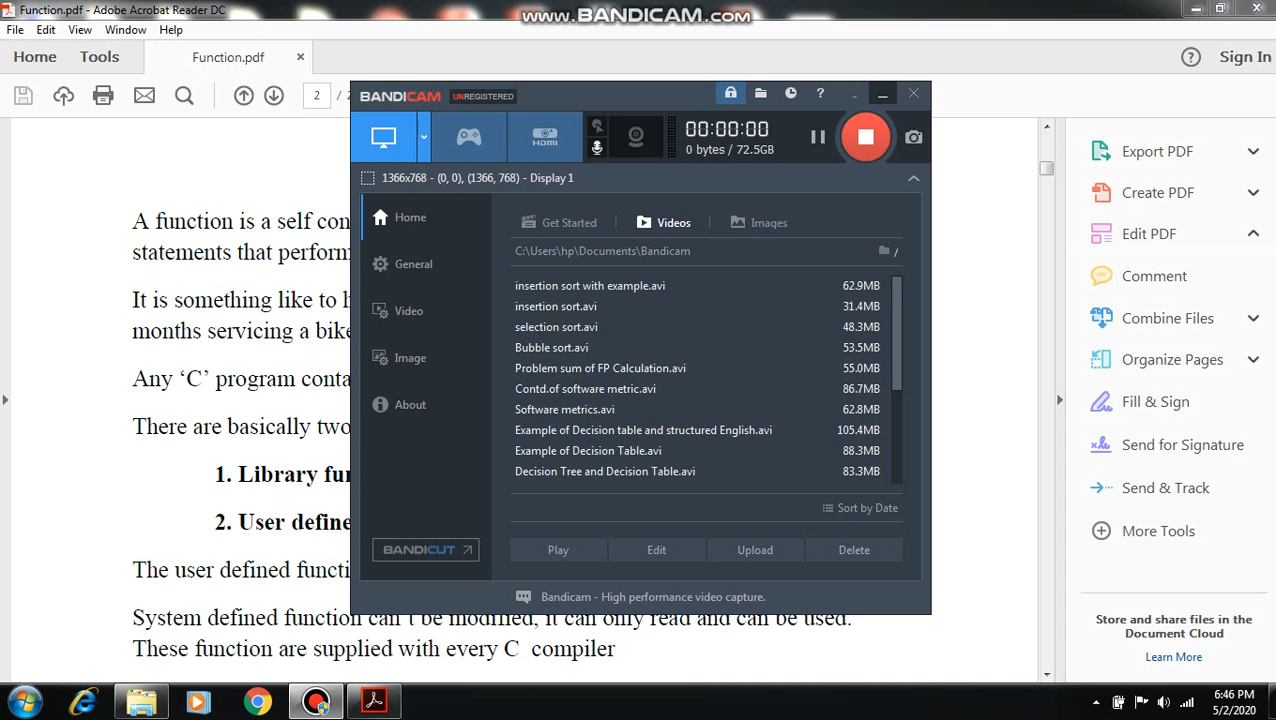 Function.pdf - Adobe Acrobat Reader DC
www.BANDICAM.com
File Edit View Window Help
Home Tools Function.pdf × Sign In
2 / 2
BANDICAM UNREGISTERED
HDMI
00:00:00
0 bytes / 72.5GB
1366x768 - (0, 0), (1366, 768) - Display 1
Home
General
Video
Image
About
BANDICUT
Get Started
Videos
Images
C:\Users\hp\Documents\Bandicam
insertion sort with example.avi 62.9MB
insertion sort.avi 31.4MB
selection sort.avi 48.3MB
Bubble sort.avi 53.5MB
Problem sum of FP Calculation.avi 55.0MB
Contd.of software metric.avi 86.7MB
Software metrics.avi 62.8MB
Example of Decision table and structured English.avi 105.4MB
Example of Decision Table.avi 88.3MB
Decision Tree and Decision Table.avi 83.3MB
Sort by Date
Play Edit Upload Delete
Bandicam - High performance video capture.
A function is a self con
statements that perform
It is something like to h
months servicing a bike
Any ‘C’ program conta
There are basically two
1. Library fun
2. User define
The user defined functi
System defined function can’t be modified, it can only read and can be used.
These function are supplied with every C compiler
Export PDF
Create PDF
Edit PDF
Comment
Combine Files
Organize Pages
Fill & Sign
Send for Signature
Send & Track
More Tools
Store and share files in the
Document Cloud
Learn More
6:46 PM
5/2/2020